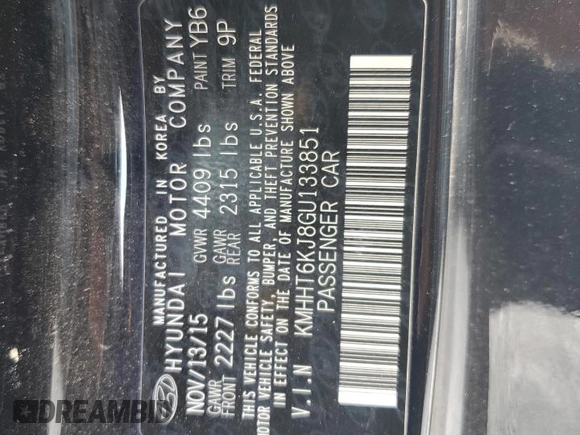 MANUFACTURED IN KOREA BY
HYUNDAI MOTOR COMPANY
NOV/13/15 GVWR 4409 lbs PAINT YB6
GAWR FRONT 2227 lbs GAWR REAR 2315 lbs TRIM 9P
THIS VEHICLE CONFORMS TO ALL APPLICABLE U.S.A. FEDERAL
MOTOR VEHICLE SAFETY, BUMPER, AND THEFT PREVENTION STANDARDS
IN EFFECT ON THE DATE OF MANUFACTURE SHOWN ABOVE
V.I.N KMHHT6KJ8GU133851
PASSENGER CAR
DREAMBID